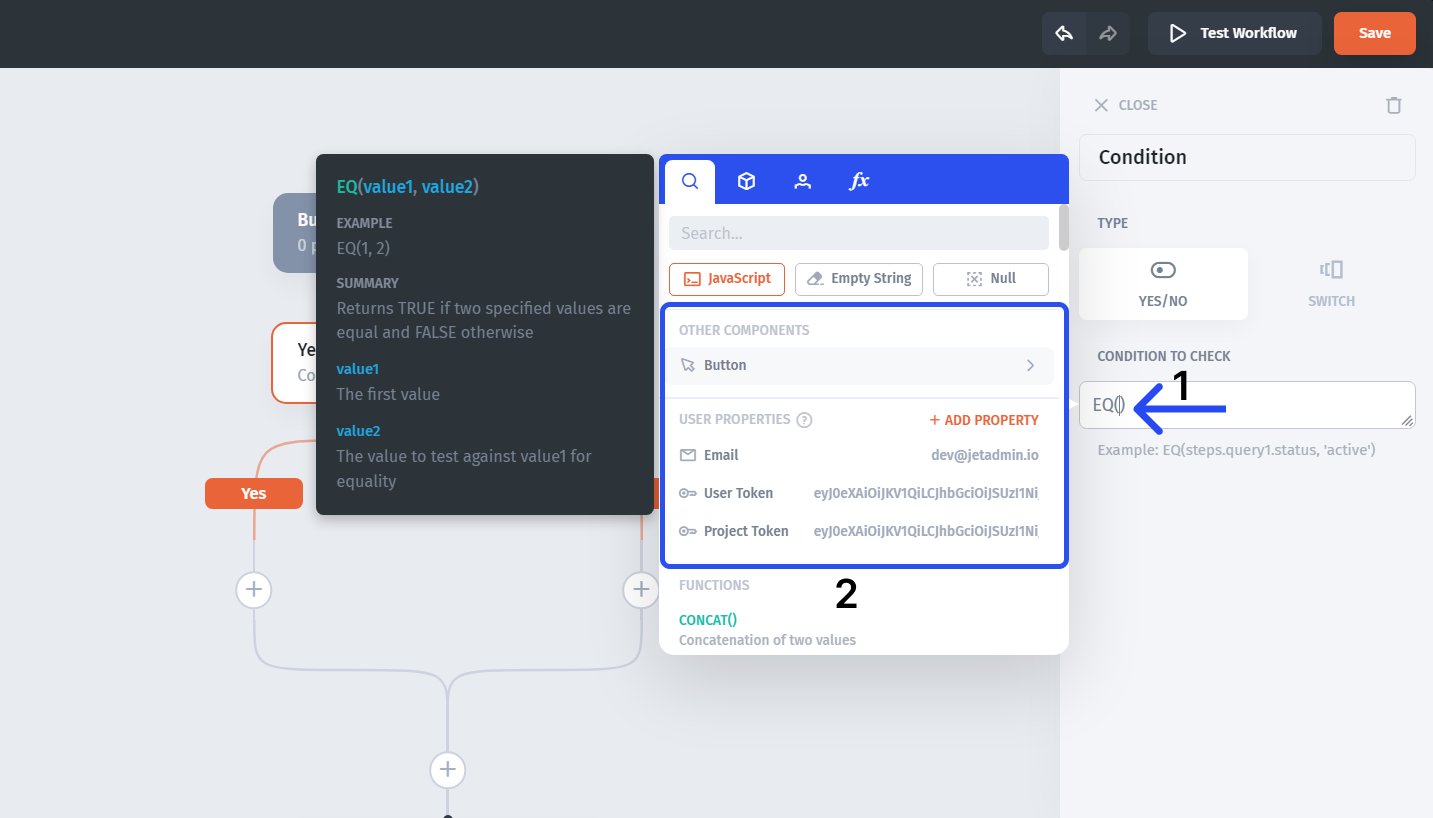 Test Workflow
Save
CLOSE
Condition
TYPE
YES/NO
SWITCH
CONDITION TO CHECK
1
EQ()
Example: EQ(steps.query1.status, 'active')
EQ(value1, value2)
EXAMPLE
EQ(1, 2)
SUMMARY
Returns TRUE if two specified values are
equal and FALSE otherwise
value1
The first value
value2
The value to test against value1 for
equality
fx
Search...
JavaScript
Empty String
Null
OTHER COMPONENTS
Button
USER PROPERTIES ?
+ ADD PROPERTY
Email
dev@jetadmin.io
User Token
eyJ0eXAiOiJKV1QiLCJhbGciOiJSUzI1Ni
Project Token
eyJ0eXAiOiJKV1QiLCJhbGciOiJSUzI1Ni
FUNCTIONS
2
CONCAT()
Concatenation of two values
Bu
0 p
Ye
Co
Yes